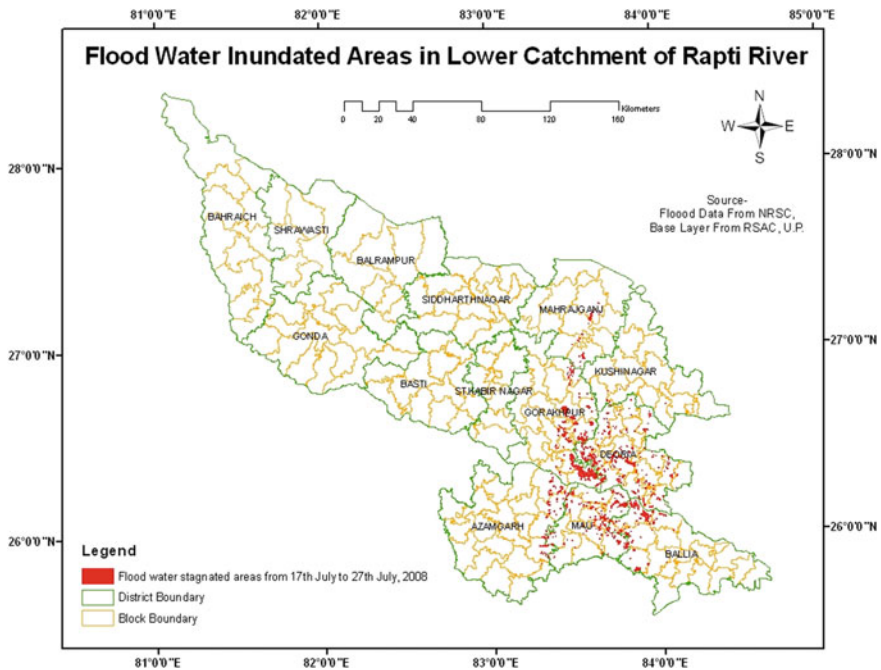 81°0'0"E 82°0'0"E 83°0'0"E 84°0'0"E 85°0'0"E
Flood Water Inundated Areas in Lower Catchment of Rapti River
Kilometers
0 20 40 80 120 160
N
W E
S
28°0'0"N 28°0'0"N
Source-
Floood Data From NRSC,
Base Layer From RSAC, U.P.
BAHRAICH
SHRAWASTI
BALRAMPUR
SIDDHARTHNAGAR
MAHRAJGANJ
GONDA
27°0'0"N 27°0'0"N
BASTI
ST.KABIR NAGAR
KUSHINAGAR
GORAKHPUR
DEORIA
AZAMGARH
MAU
BALLIA
26°0'0"N 26°0'0"N
Legend
Flood water stagnated areas from 17th July to 27th July, 2008
District Boundary
Block Boundary
81°0'0"E 82°0'0"E 83°0'0"E 84°0'0"E